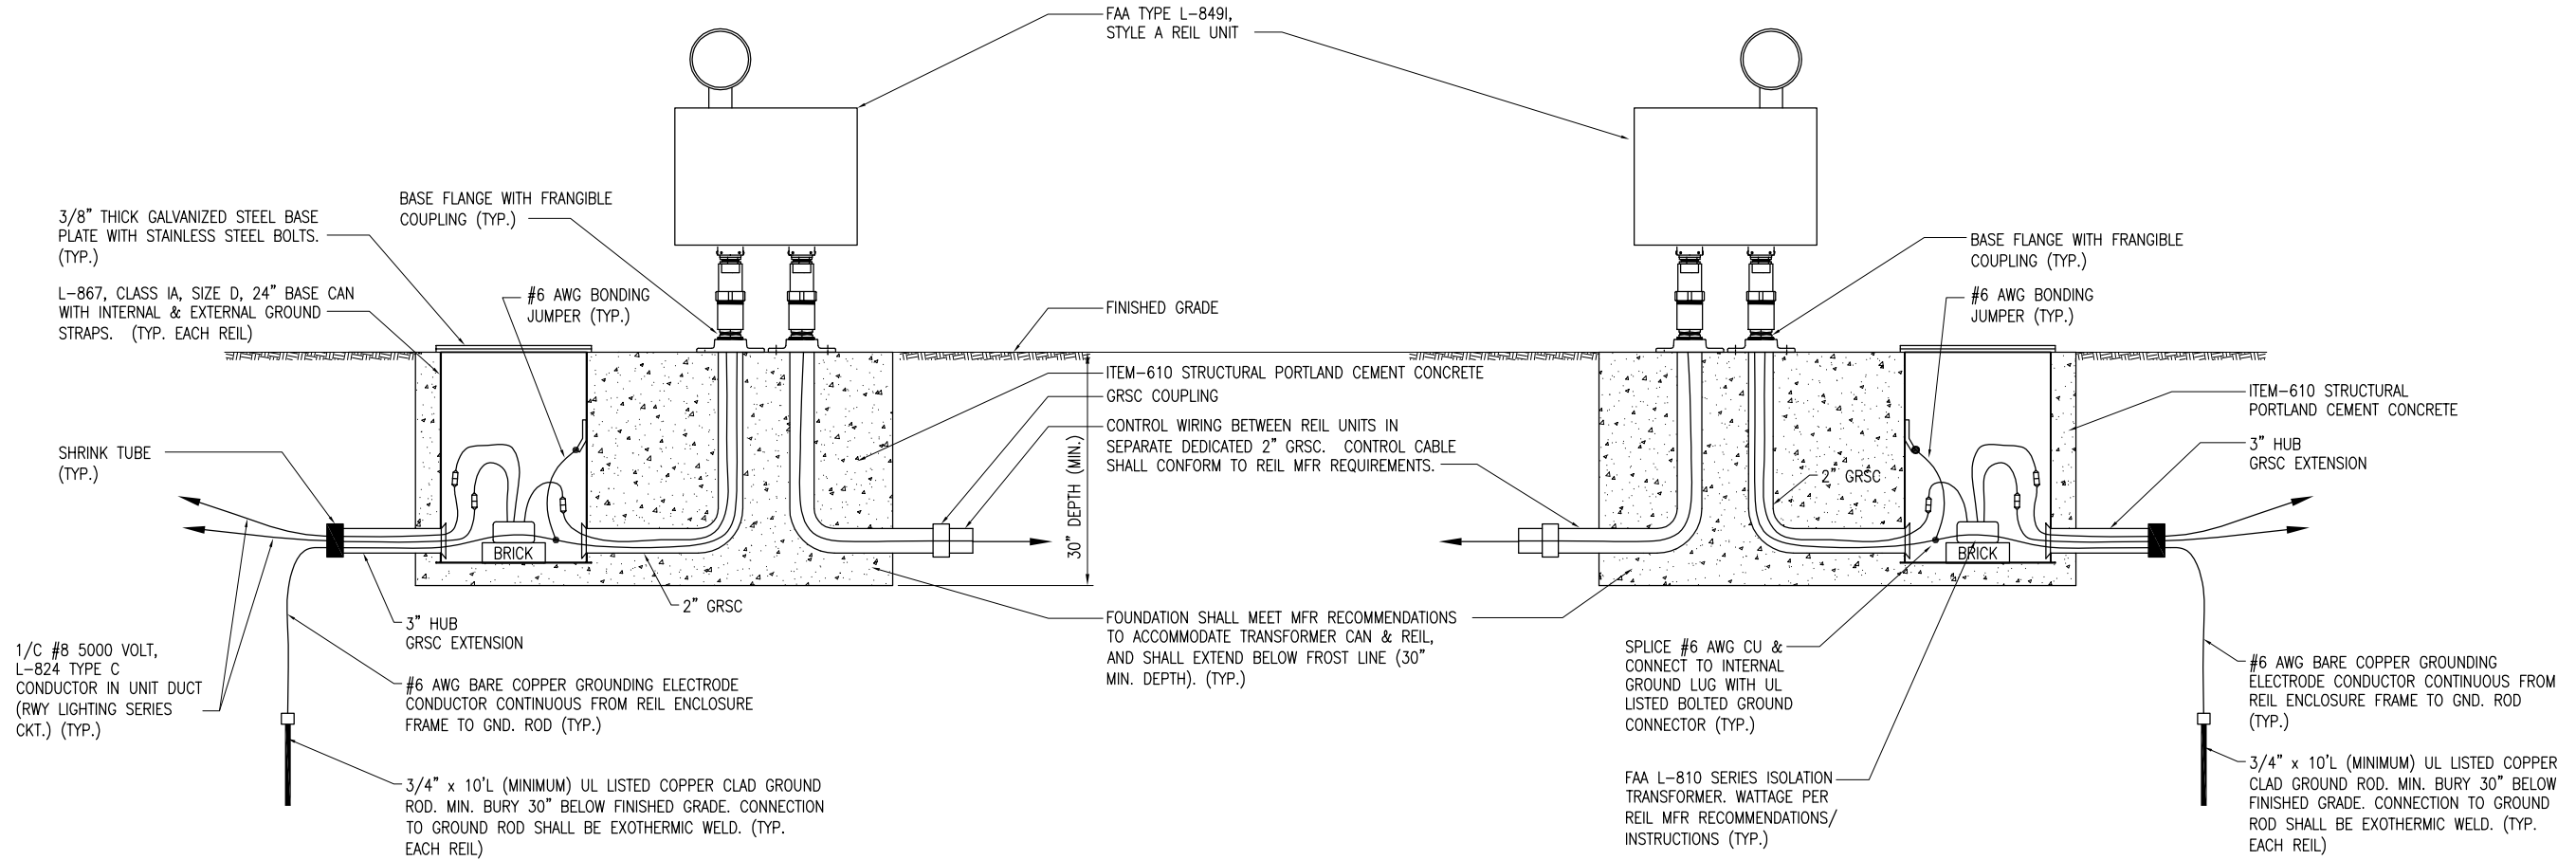 FAA TYPE L-849I,
STYLE A REIL UNIT
BASE FLANGE WITH FRANGIBLE
COUPLING (TYP.)
3/8" THICK GALVANIZED STEEL BASE
PLATE WITH STAINLESS STEEL BOLTS.
(TYP.)
L-867, CLASS IA, SIZE D, 24" BASE CAN
WITH INTERNAL & EXTERNAL GROUND
STRAPS. (TYP. EACH REIL)
#6 AWG BONDING
JUMPER (TYP.)
SHRINK TUBE
(TYP.)
BRICK
2" GRSC
3" HUB
GRSC EXTENSION
1/C #8 5000 VOLT,
L-824 TYPE C
CONDUCTOR IN UNIT DUCT
(RWY LIGHTING SERIES
CKT.) (TYP.)
#6 AWG BARE COPPER GROUNDING ELECTRODE
CONDUCTOR CONTINUOUS FROM REIL ENCLOSURE
FRAME TO GND. ROD (TYP.)
3/4" x 10'L (MINIMUM) UL LISTED COPPER CLAD GROUND
ROD. MIN. BURY 30" BELOW FINISHED GRADE. CONNECTION
TO GROUND ROD SHALL BE EXOTHERMIC WELD. (TYP.
EACH REIL)
FINISHED GRADE
ITEM-610 STRUCTURAL PORTLAND CEMENT CONCRETE
GRSC COUPLING
CONTROL WIRING BETWEEN REIL UNITS IN
SEPARATE DEDICATED 2" GRSC. CONTROL CABLE
SHALL CONFORM TO REIL MFR REQUIREMENTS.
30" DEPTH (MIN.)
FOUNDATION SHALL MEET MFR RECOMMENDATIONS
TO ACCOMMODATE TRANSFORMER CAN & REIL,
AND SHALL EXTEND BELOW FROST LINE (30"
MIN. DEPTH). (TYP.)
BASE FLANGE WITH FRANGIBLE
COUPLING (TYP.)
#6 AWG BONDING
JUMPER (TYP.)
ITEM-610 STRUCTURAL
PORTLAND CEMENT CONCRETE
3" HUB
GRSC EXTENSION
2" GRSC
BRICK
SPLICE #6 AWG CU &
CONNECT TO INTERNAL
GROUND LUG WITH UL
LISTED BOLTED GROUND
CONNECTOR (TYP.)
FAA L-810 SERIES ISOLATION
TRANSFORMER. WATTAGE PER
REIL MFR RECOMMENDATIONS/
INSTRUCTIONS (TYP.)
#6 AWG BARE COPPER GROUNDING
ELECTRODE CONDUCTOR CONTINUOUS FROM
REIL ENCLOSURE FRAME TO GND. ROD
(TYP.)
3/4" x 10'L (MINIMUM) UL LISTED COPPER
CLAD GROUND ROD. MIN. BURY 30" BELOW
FINISHED GRADE. CONNECTION TO GROUND
ROD SHALL BE EXOTHERMIC WELD. (TYP.
EACH REIL)